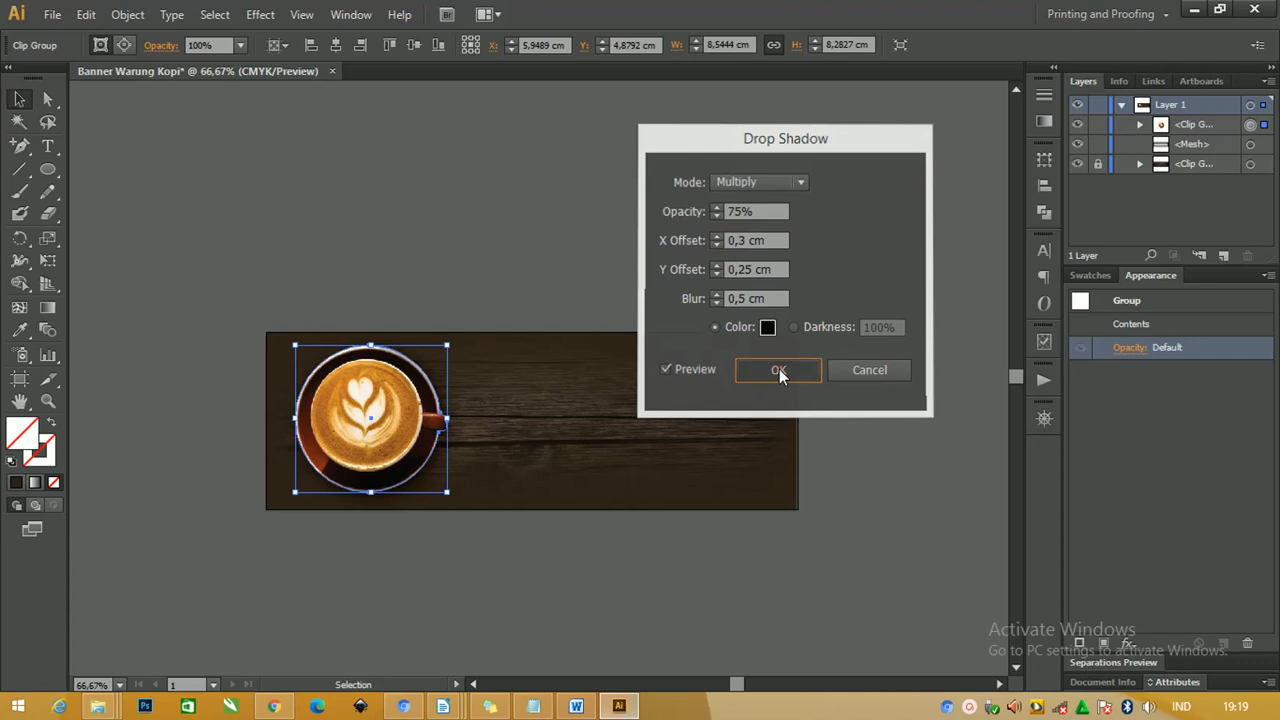 Ai File Edit Object Type Select Effect View Window Help Br Printing and Proofing
Clip Group Opacity: 100% X: 5,9489 cm Y: 4,8792 cm W: 8,5444 cm H: 8,2827 cm
Banner Warung Kopi* @ 66,67% (CMYK/Preview) ×
Layers Info Links Artboards
Layer 1
<Clip G...
<Mesh>
<Clip G...
1 Layer
Swatches Appearance
Group
Contents
Opacity: Default
Drop Shadow
Mode: Multiply
Opacity: 75%
X Offset: 0,3 cm
Y Offset: 0,25 cm
Blur: 0,5 cm
Color: Darkness: 100%
Preview OK Cancel
Activate Windows
Go to PC settings to activate Windows.
fx
Separations Preview
Document Info Attributes
66,67% 1 Selection
Ps W Ai IND 19:19